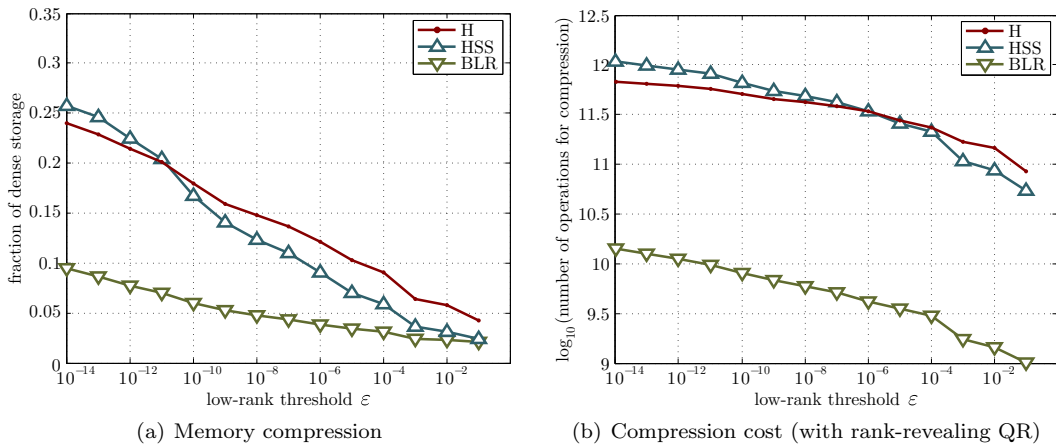 0.35
0.3
0.25
0.2
0.15
0.1
0.05
0
fraction of dense storage
H
HSS
BLR
10⁻¹⁴ 10⁻¹² 10⁻¹⁰ 10⁻⁸ 10⁻⁶ 10⁻⁴ 10⁻²
low-rank threshold ε
(a) Memory compression
12.5
12
11.5
11
10.5
10
9.5
9
log₁₀(number of operations for compression)
H
HSS
BLR
10⁻¹⁴ 10⁻¹² 10⁻¹⁰ 10⁻⁸ 10⁻⁶ 10⁻⁴ 10⁻²
low-rank threshold ε
(b) Compression cost (with rank-revealing QR)